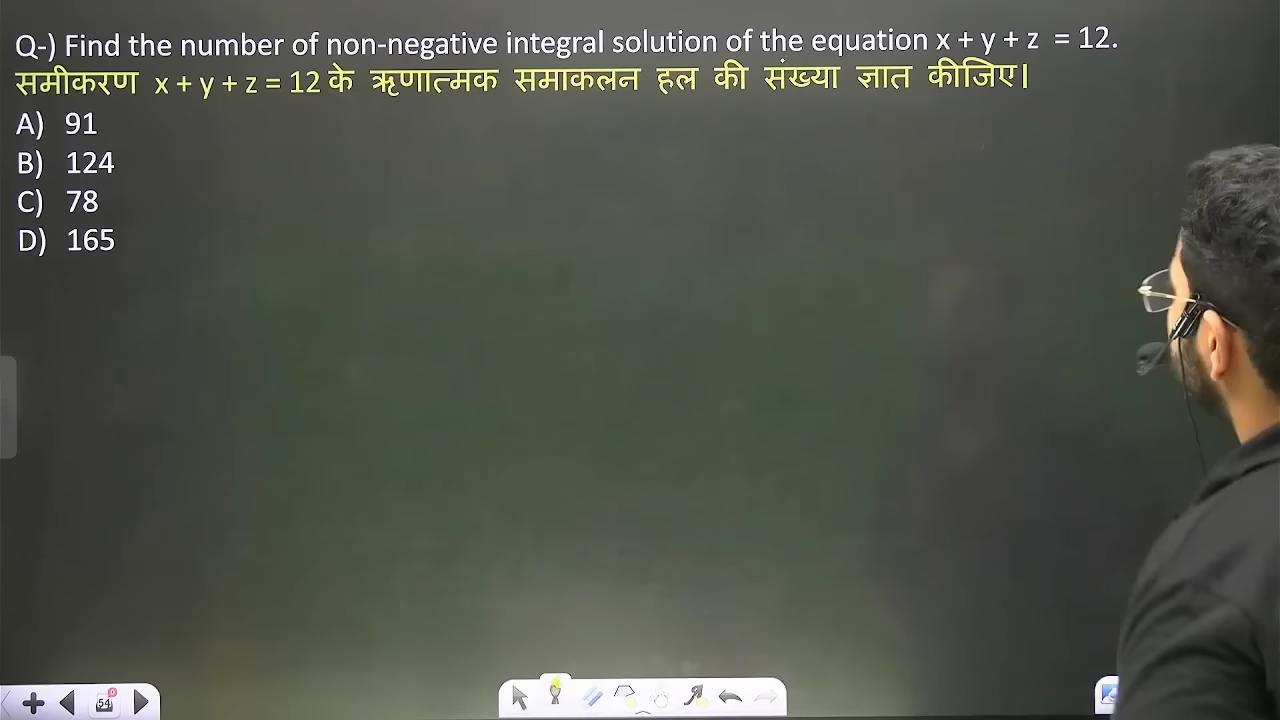 Q-) Find the number of non-negative integral solution of the equation x + y + z = 12.
समीकरण x + y + z = 12 के ऋणात्मक समाकलन हल की संख्या ज्ञात कीजिए।
A) 91
B) 124
C) 78
D) 165
54